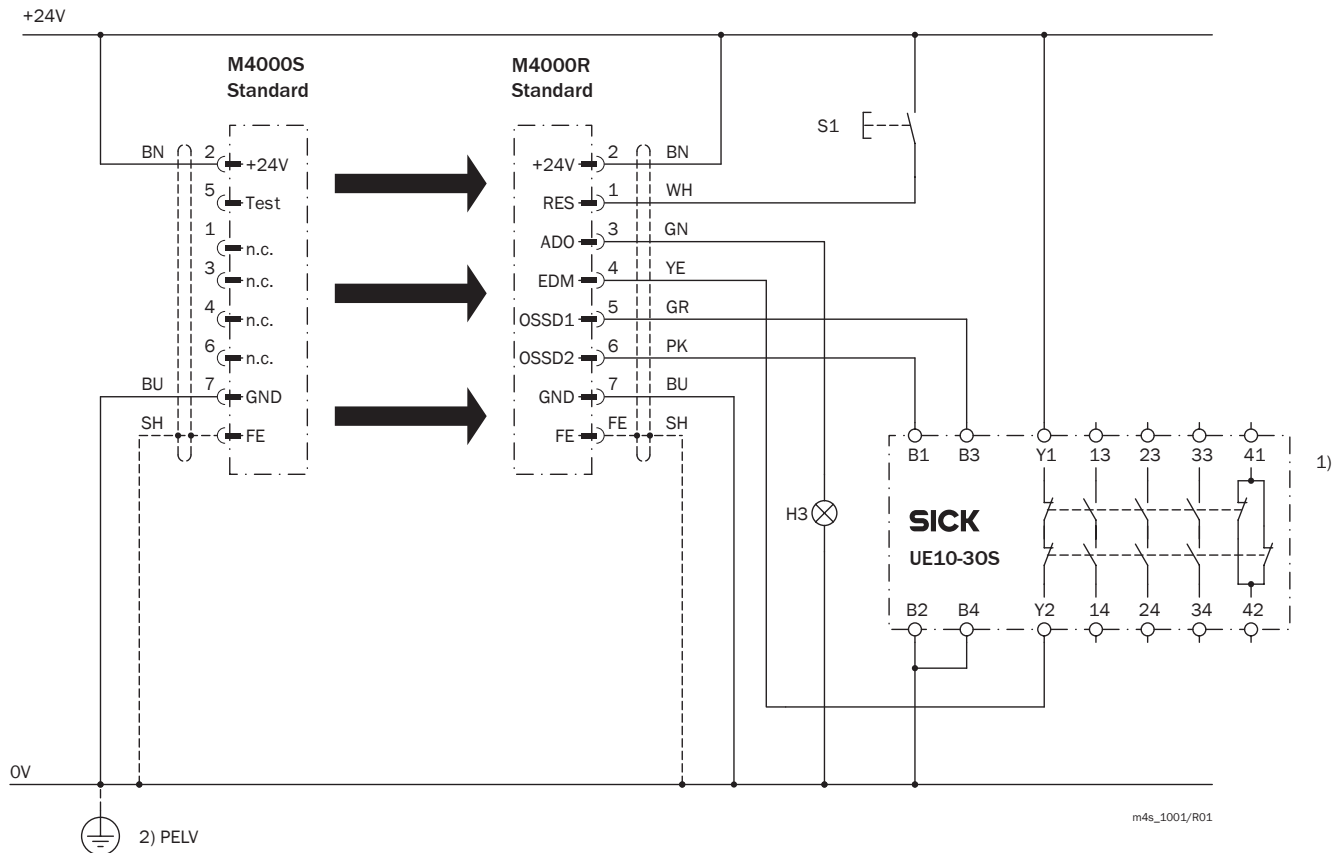 +24V
M4000S
Standard
M4000R
Standard
S1
BN 2 +24V
5 Test
1 n.c.
3 n.c.
4 n.c.
6 n.c.
BU 7 GND
SH FE
+24V 2 BN
RES 1 WH
ADO 3 GN
EDM 4 YE
OSSD1 5 GR
OSSD2 6 PK
GND 7 BU
FE FE SH
H3
B1 B3 Y1 13 23 33 41
1)
SICK
UE10-3OS
B2 B4 Y2 14 24 34 42
0V
2) PELV
m4s_1001/R01